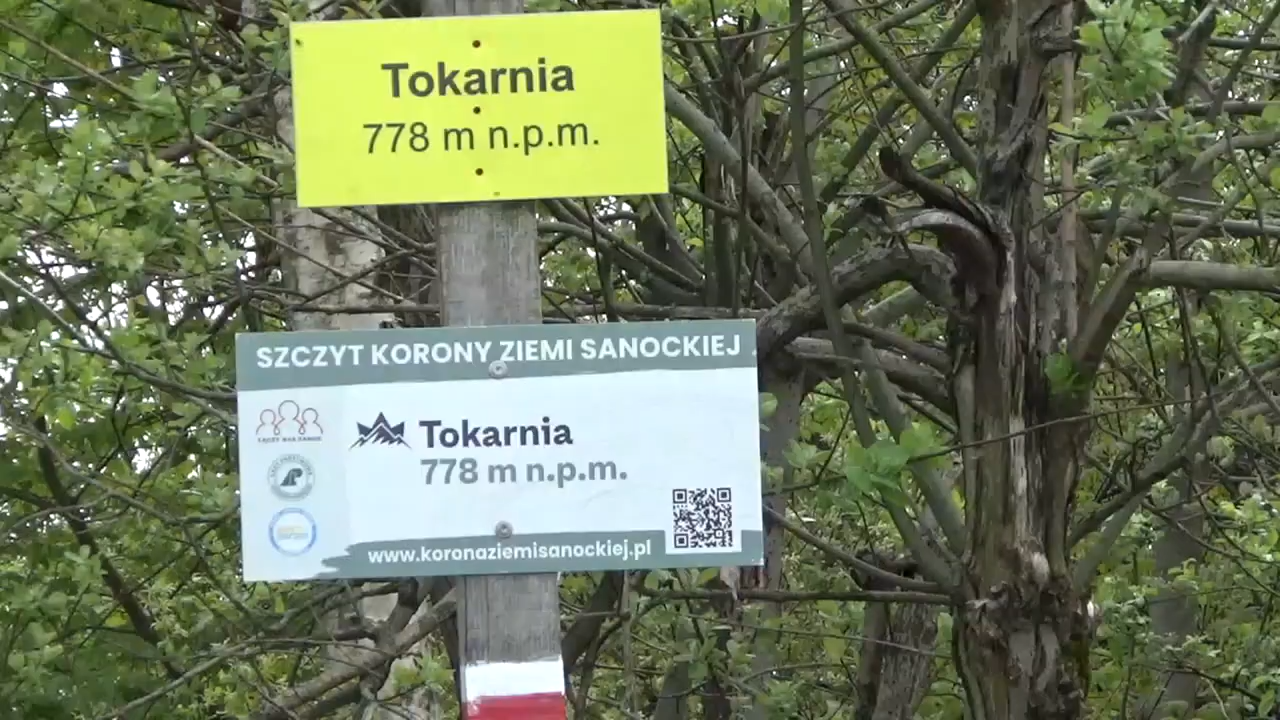 Tokarnia
778 m n.p.m.
SZCZYT KORONY ZIEMI SANOCKIEJ
Tokarnia
778 m n.p.m.
www.koronaziemisanockiej.pl